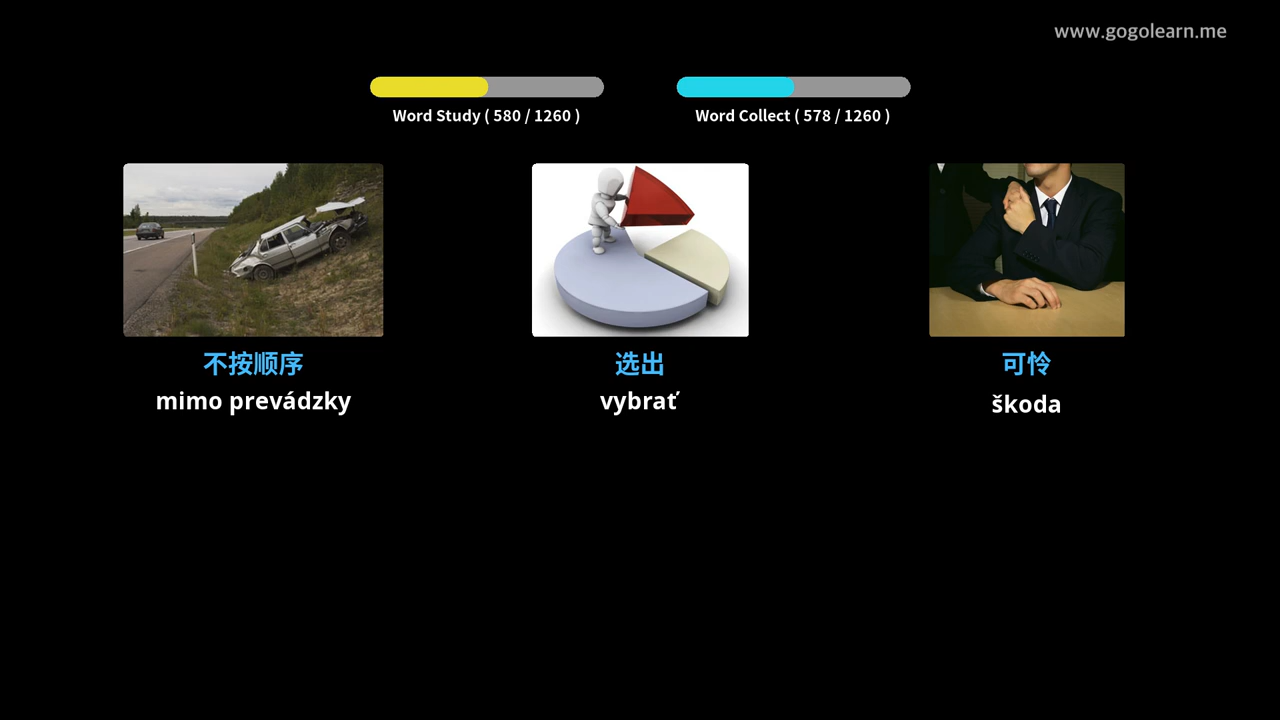 www.gogolearn.me
Word Study ( 580 / 1260 )
Word Collect ( 578 / 1260 )
不按顺序
mimo prevádzky
选出
vybrať
可怜
škoda